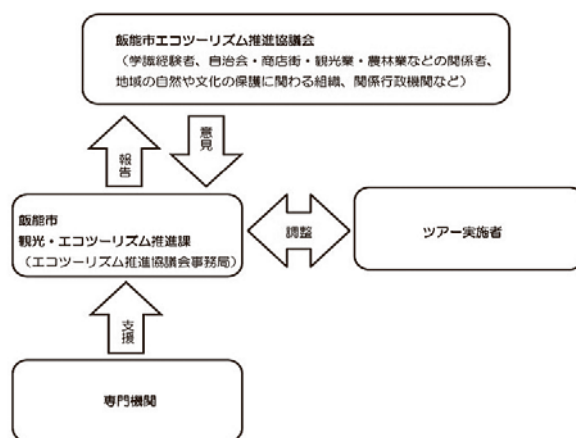 飯能市エコツーリズム推進協議会
(学識経験者、自治会・商店街・観光業・農林業などの関係者、
地域の自然や文化の保護に関わる組織、関係行政機関など)
報告
意見
飯能市
観光・エコツーリズム推進課
(エコツーリズム推進協議会事務局)
調整
ツアー実施者
支援
専門機関